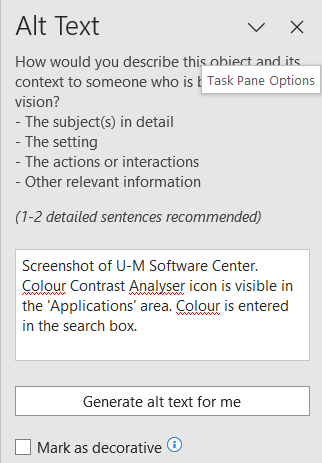 Alt Text
How would you describe this object and its
context to someone who is b
Task Pane Options
vision?
- The subject(s) in detail
- The setting
- The actions or interactions
- Other relevant information
(1-2 detailed sentences recommended)
Screenshot of U-M Software Center.
Colour Contrast Analyser icon is visible in
the 'Applications' area. Colour is entered
in the search box.
Generate alt text for me
Mark as decorative